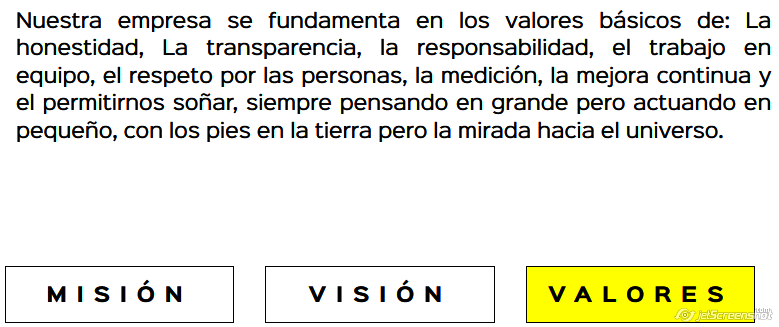 Nuestra empresa se fundamenta en los valores básicos de: La
honestidad, La transparencia, la responsabilidad, el trabajo en
equipo, el respeto por las personas, la medición, la mejora continua y
el permitirnos soñar, siempre pensando en grande pero actuando en
pequeño, con los pies en la tierra pero la mirada hacia el universo.
MISIÓN
VISIÓN
VALORES
jetScreenshot